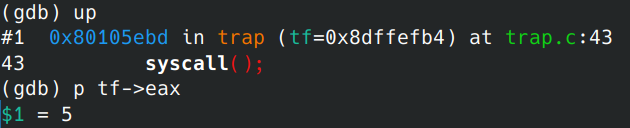 (gdb) up
#1  0x80105ebd in trap (tf=0x8dffefb4) at trap.c:43
43          syscall();
(gdb) p tf->eax
$1 = 5